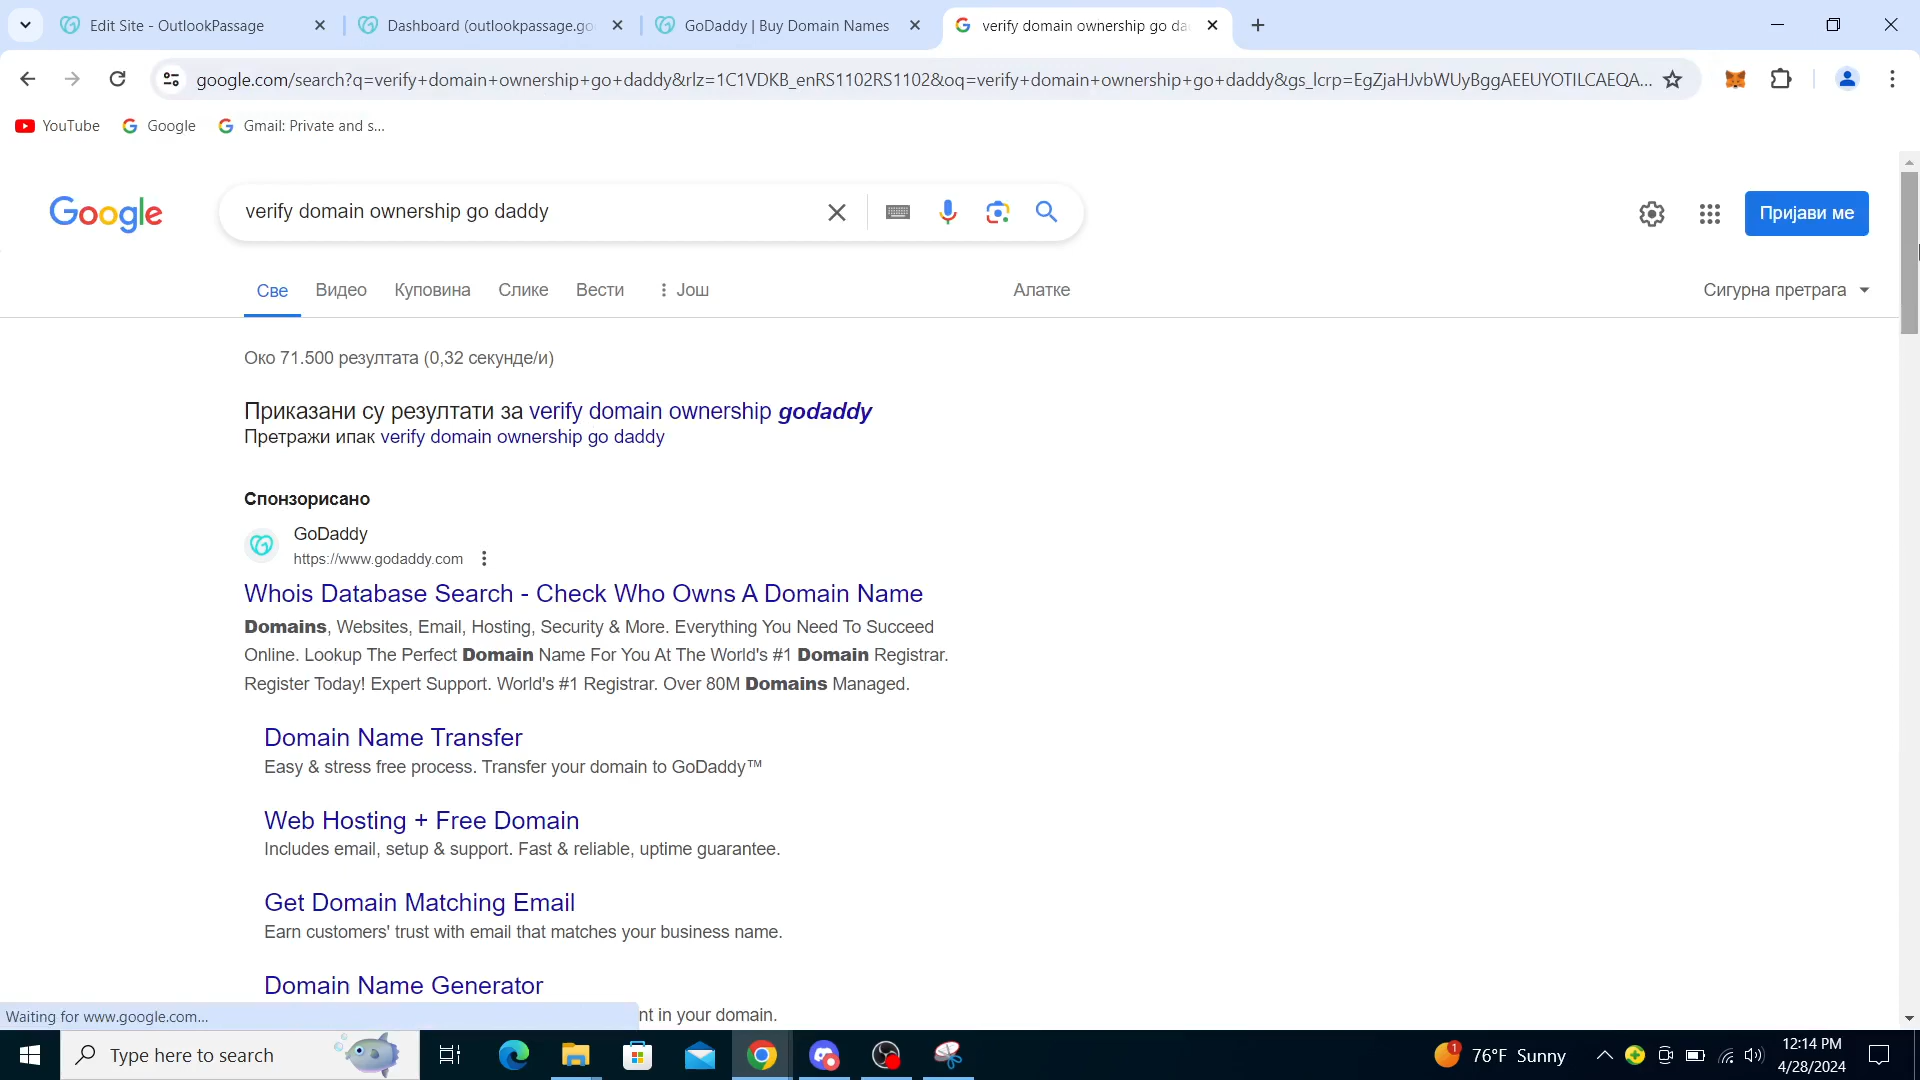 Edit Site - OutlookPassage
Dashboard (outlookpassage.go
GoDaddy | Buy Domain Names
verify domain ownership go da
google.com/search?q=verify+domain+ownership+go+daddy&rlz=1C1VDKB_enRS1102RS1102&oq=verify+domain+ownership+go+daddy&gs_lcrp=EgZjaHJvbWUyBggAEEUYOTILCAEQA...
YouTube
Google
Gmail: Private and s...
Google
verify domain ownership go daddy
Пријави ме
Све
Видео
Куповина
Слике
Вести
Још
Алатке
Сигурна претрага
Око 71.500 резултата (0,32 секунде/и)
Приказани су резултати за verify domain ownership godaddy
Претражи ипак verify domain ownership go daddy
Спонзорисано
GoDaddy
https://www.godaddy.com
Whois Database Search - Check Who Owns A Domain Name
Domains, Websites, Email, Hosting, Security & More. Everything You Need To Succeed
Online. Lookup The Perfect Domain Name For You At The World's #1 Domain Registrar.
Register Today! Expert Support. World's #1 Registrar. Over 80M Domains Managed.
Domain Name Transfer
Easy & stress free process. Transfer your domain to GoDaddy™
Web Hosting + Free Domain
Includes email, setup & support. Fast & reliable, uptime guarantee.
Get Domain Matching Email
Earn customers' trust with email that matches your business name.
Domain Name Generator
nt in your domain.
Waiting for www.google.com...
Type here to search
1
76°F Sunny
12:14 PM
4/28/2024